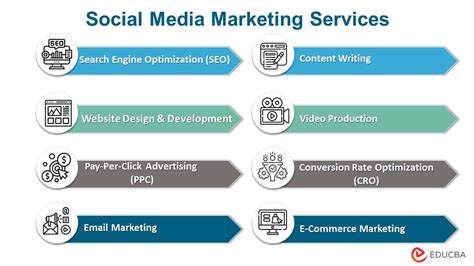 Social Media Marketing Services
SEO
Search Engine Optimization (SEO)
Content Writing
Website Design & Development
Video Production
Pay-Per-Click Advertising
(PPC)
Conversion Rate Optimization
(CRO)
Email Marketing
E-Commerce Marketing
EDUCBA